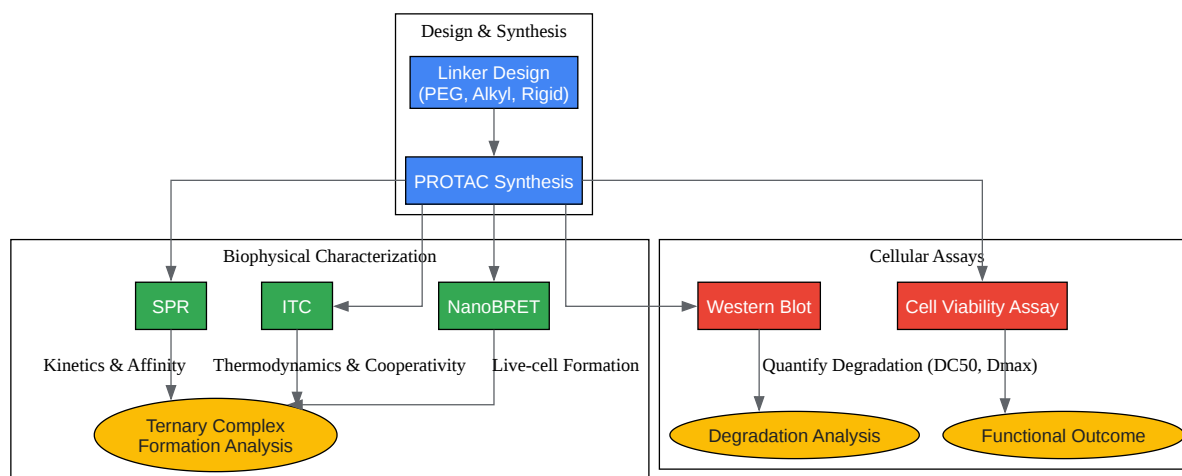 Design & Synthesis
Linker Design
(PEG, Alkyl, Rigid)
PROTAC Synthesis
Biophysical Characterization
Cellular Assays
SPR
ITC
NanoBRET
Western Blot
Cell Viability Assay
Kinetics & Affinity
Thermodynamics & Cooperativity
Live-cell Formation
Quantify Degradation (DC50, Dmax)
Ternary Complex
Formation Analysis
Degradation Analysis
Functional Outcome